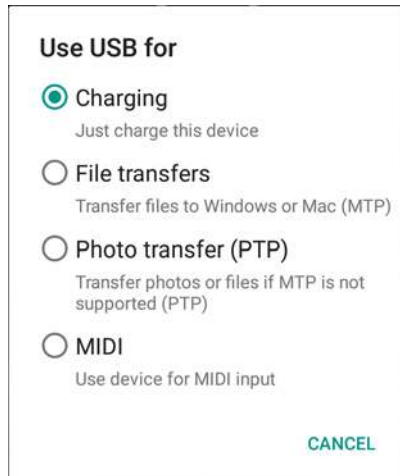 Use USB for
Charging
Just charge this device
File transfers
Transfer files to Windows or Mac (MTP)
Photo transfer (PTP)
Transfer photos or files if MTP is not
supported (PTP)
MIDI
Use device for MIDI input
CANCEL